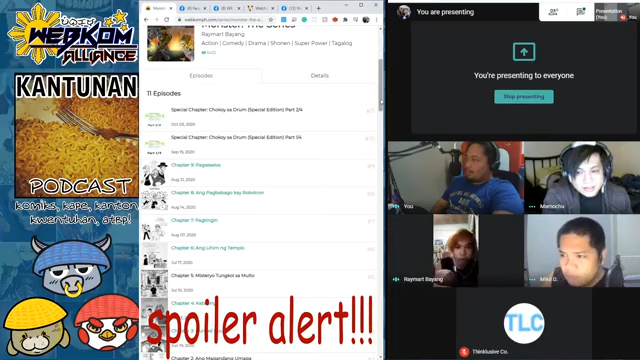 WEBKOM
ALLIANCE
KANTUNAN
PODCAST
komiks, kape, kanton
kwentuhan, atbp!
Monster: The Series
Raymart Bayang
Action | Comedy | Drama | Shonen | Super Power | Tagalog
Episodes
Details
11 Episodes
Special Chapter: Chokoy sa Drum (Special Edition) Part 2/4
Oct 03, 2020
Special Chapter: Chokoy sa Drum (Special Edition) Part 1/4
Sep 19, 2020
Chapter 9: Pagseselos
Aug 21, 2020
Chapter 8: Ang Pagbabago kay Robotron
Aug 14, 2020
Chapter 7: Pagtingin
Aug 07, 2020
Chapter 6: Ang Lihim ng Templo
Jul 17, 2020
Chapter 5: Misteryo Tungkol sa Multo
Jul 10, 2020
Chapter 2: Ang Magandang Umaga
spoiler alert!!!
You are presenting
Presentation
(You)
You
You're presenting to everyone
Stop presenting
You
Mamochu
Raymart Bayang
Mike D.
TLC
Thinklusive Co.